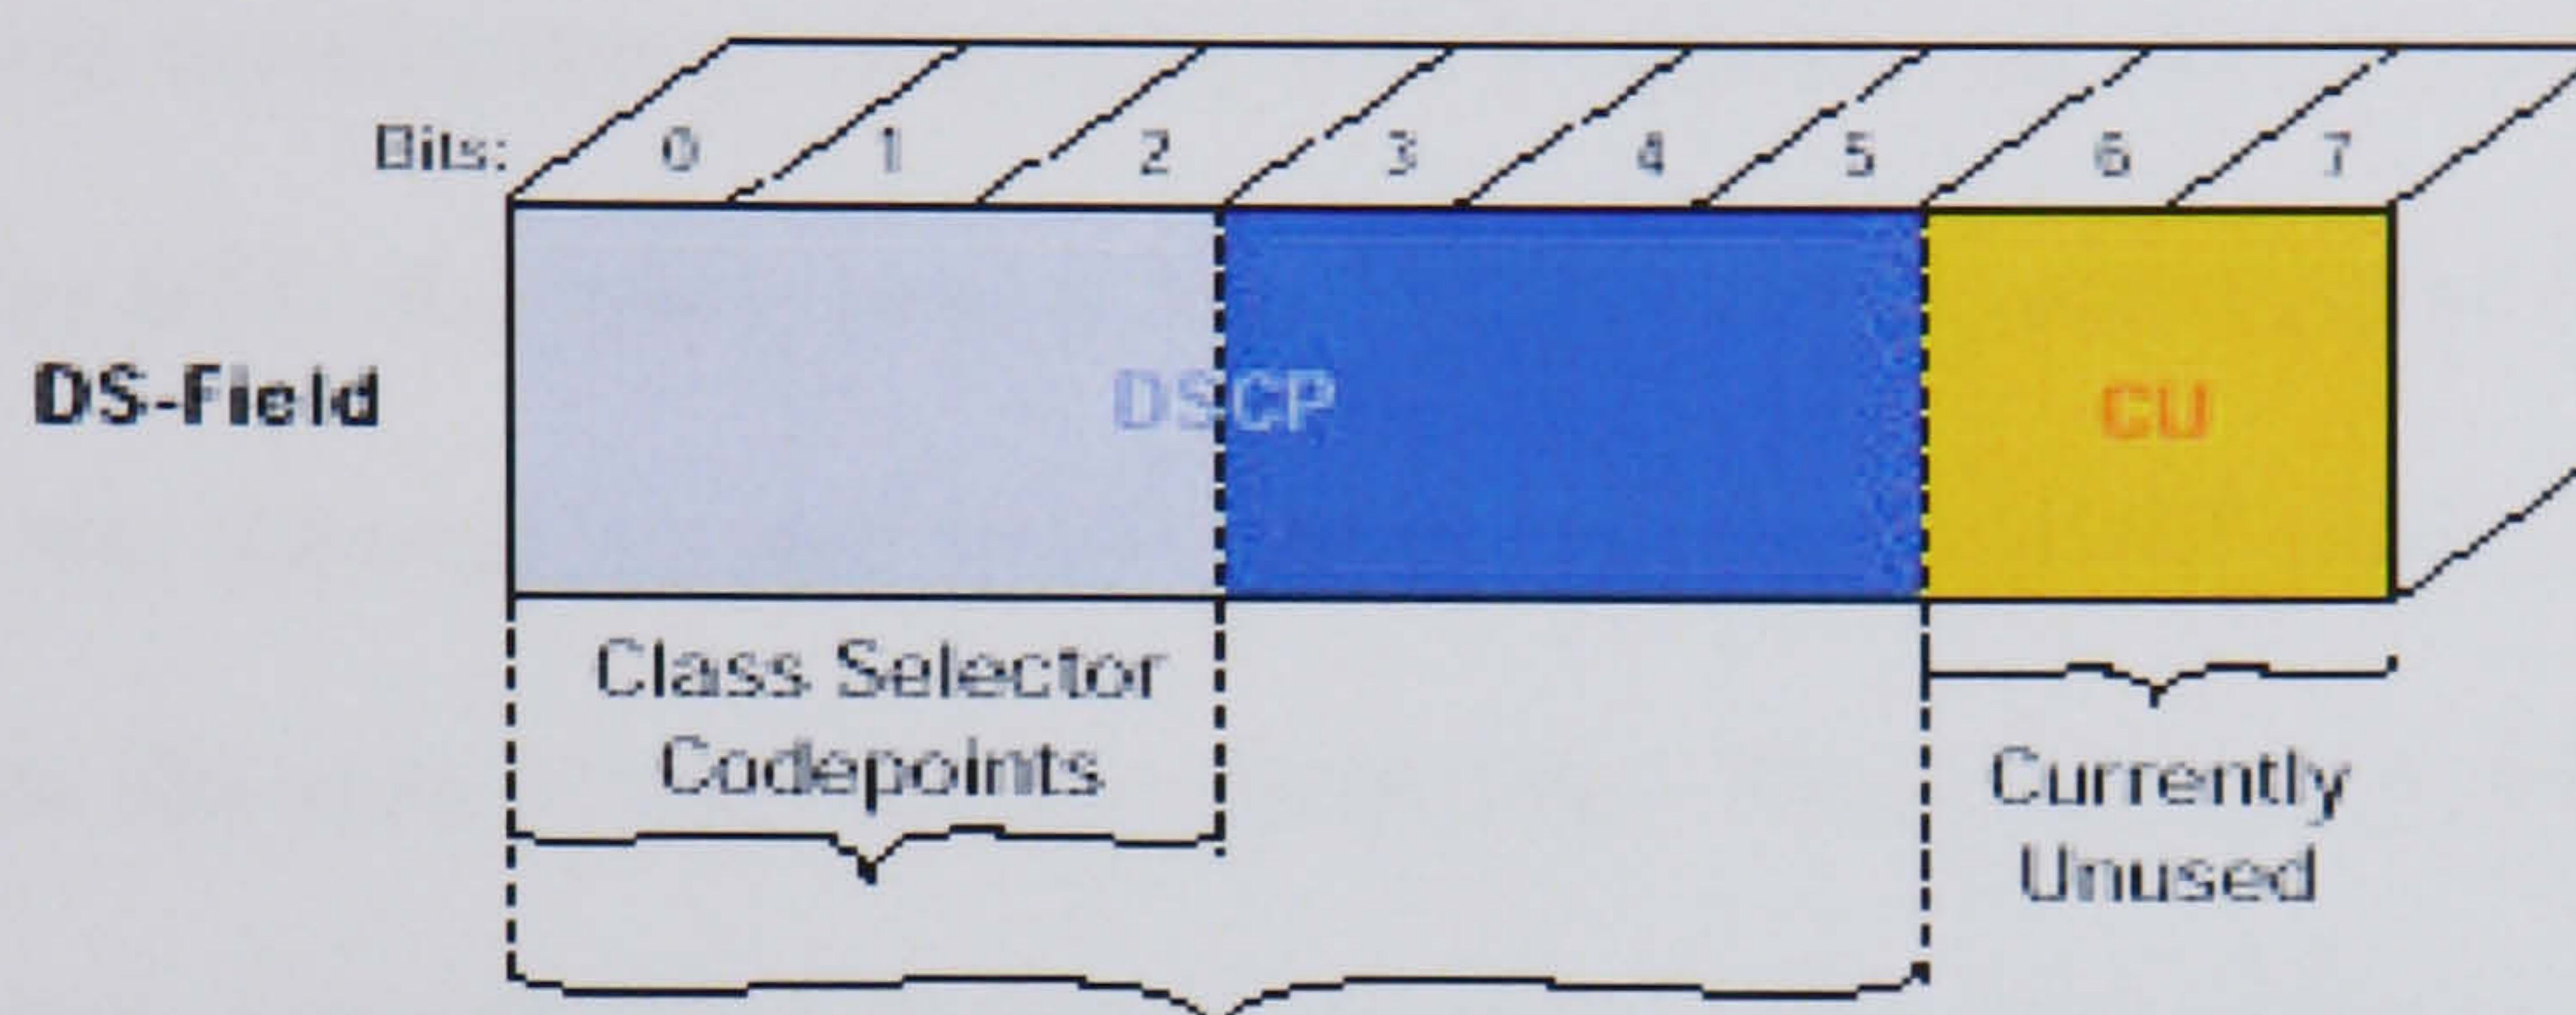 Bits: 0 1 2 3 4 5 6 7
DS-Field DSCP CU
Class Selector
Codepoints
Currently
Unused